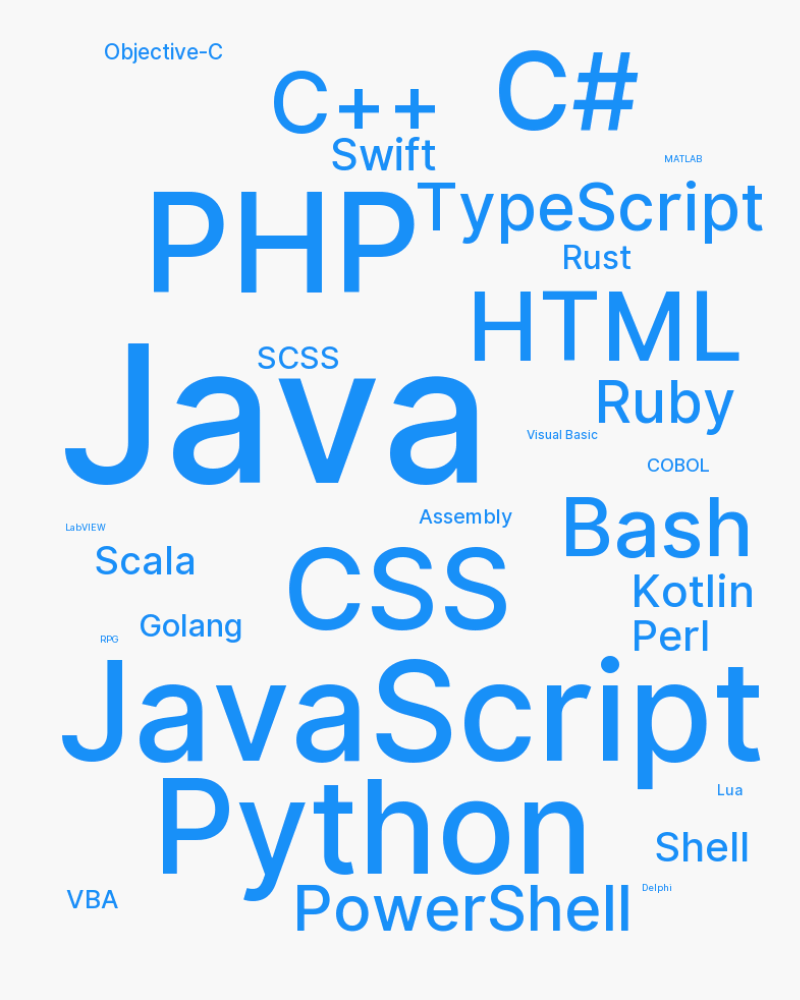 Objective-C
C++
C#
Swift
MATLAB
PHP
TypeScript
Rust
HTML
Java
SCSS
Ruby
Visual Basic
COBOL
Assembly
LabVIEW
Bash
Scala
CSS
Kotlin
Golang
Perl
RPG
JavaScript
Python
Lua
Shell
Delphi
VBA
PowerShell